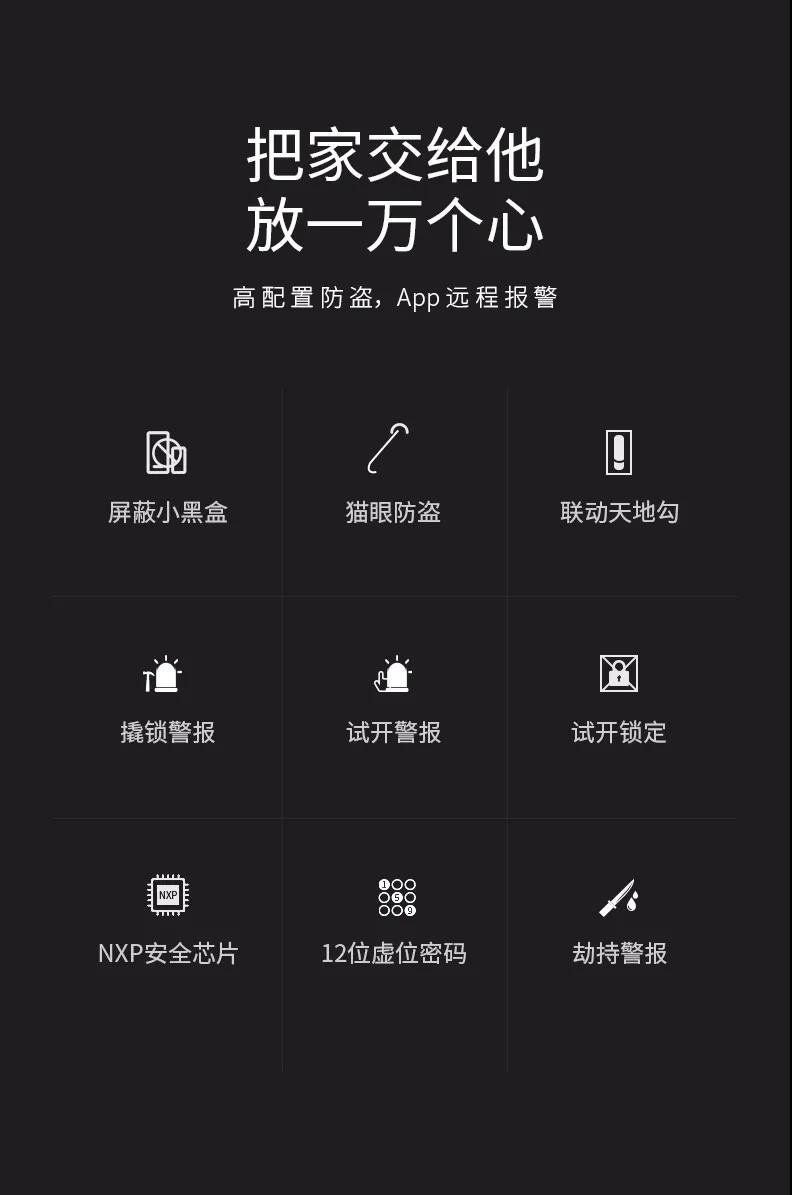 把家交给他
放一万个心
高配置防盗，App远程报警
屏蔽小黑盒
猫眼防盗
联动天地勾
撬锁警报
试开警报
试开锁定
NXP
1
5
9
NXP安全芯片
12位虚位密码
劫持警报